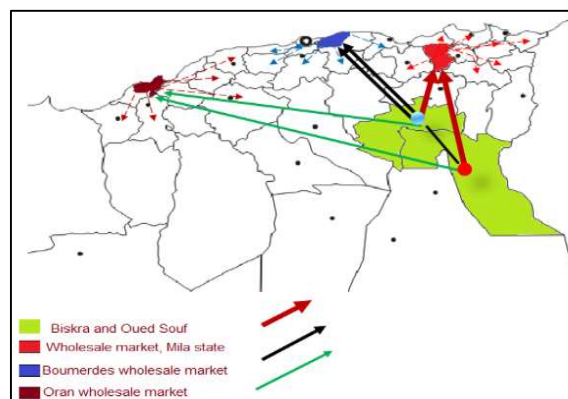 Biskra and Oued Souf
Wholesale market, Mila state
Boumerdes wholesale market
Oran wholesale market